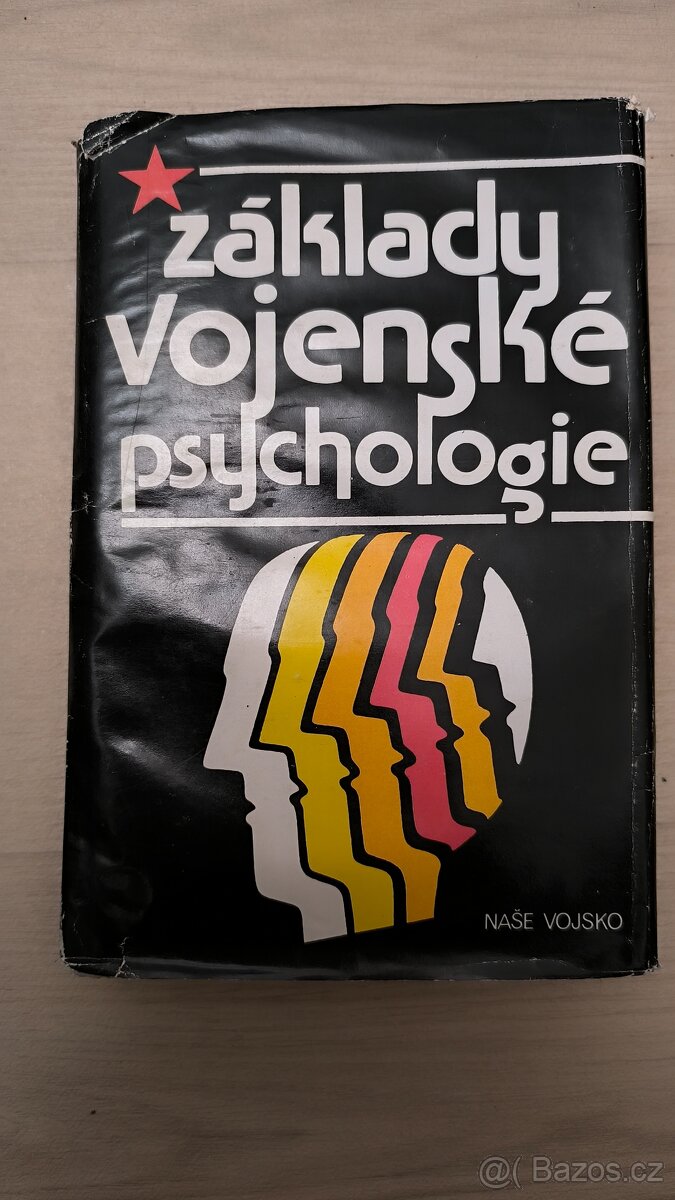 základy
vojenské
psychologie
NAŠE VOJSKO
@( Bazos.cz